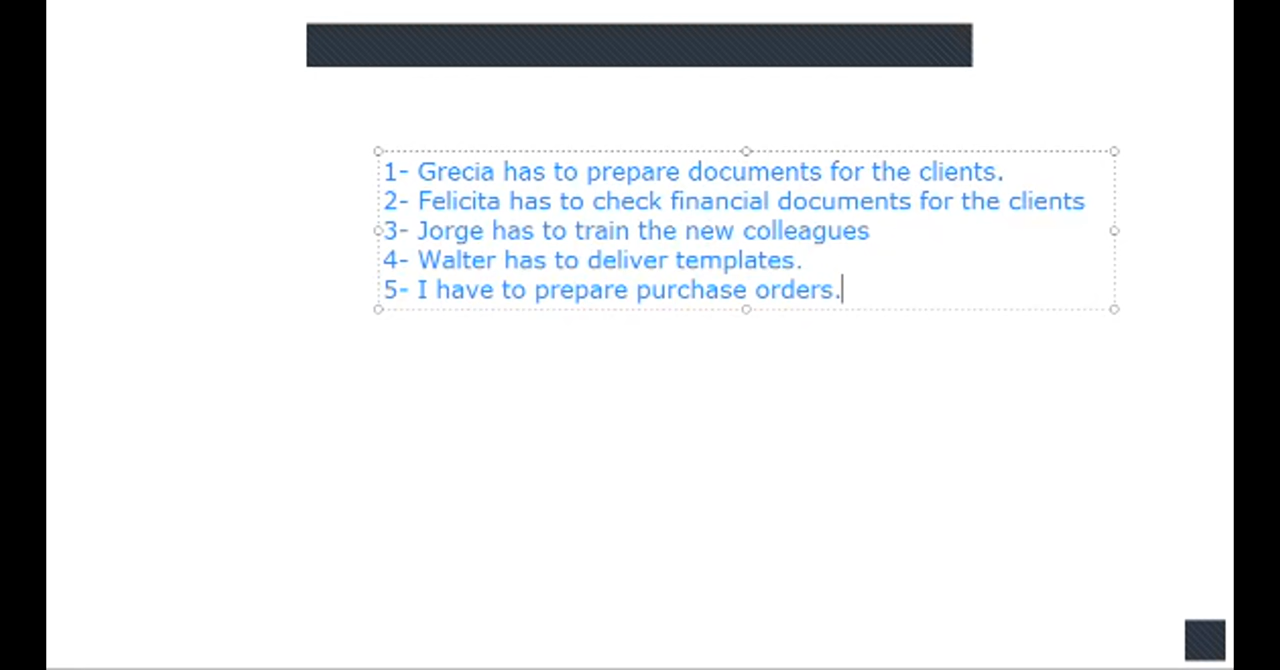 1- Grecia has to prepare documents for the clients.
2- Felicita has to check financial documents for the clients
3- Jorge has to train the new colleagues
4- Walter has to deliver templates.
5- I have to prepare purchase orders.